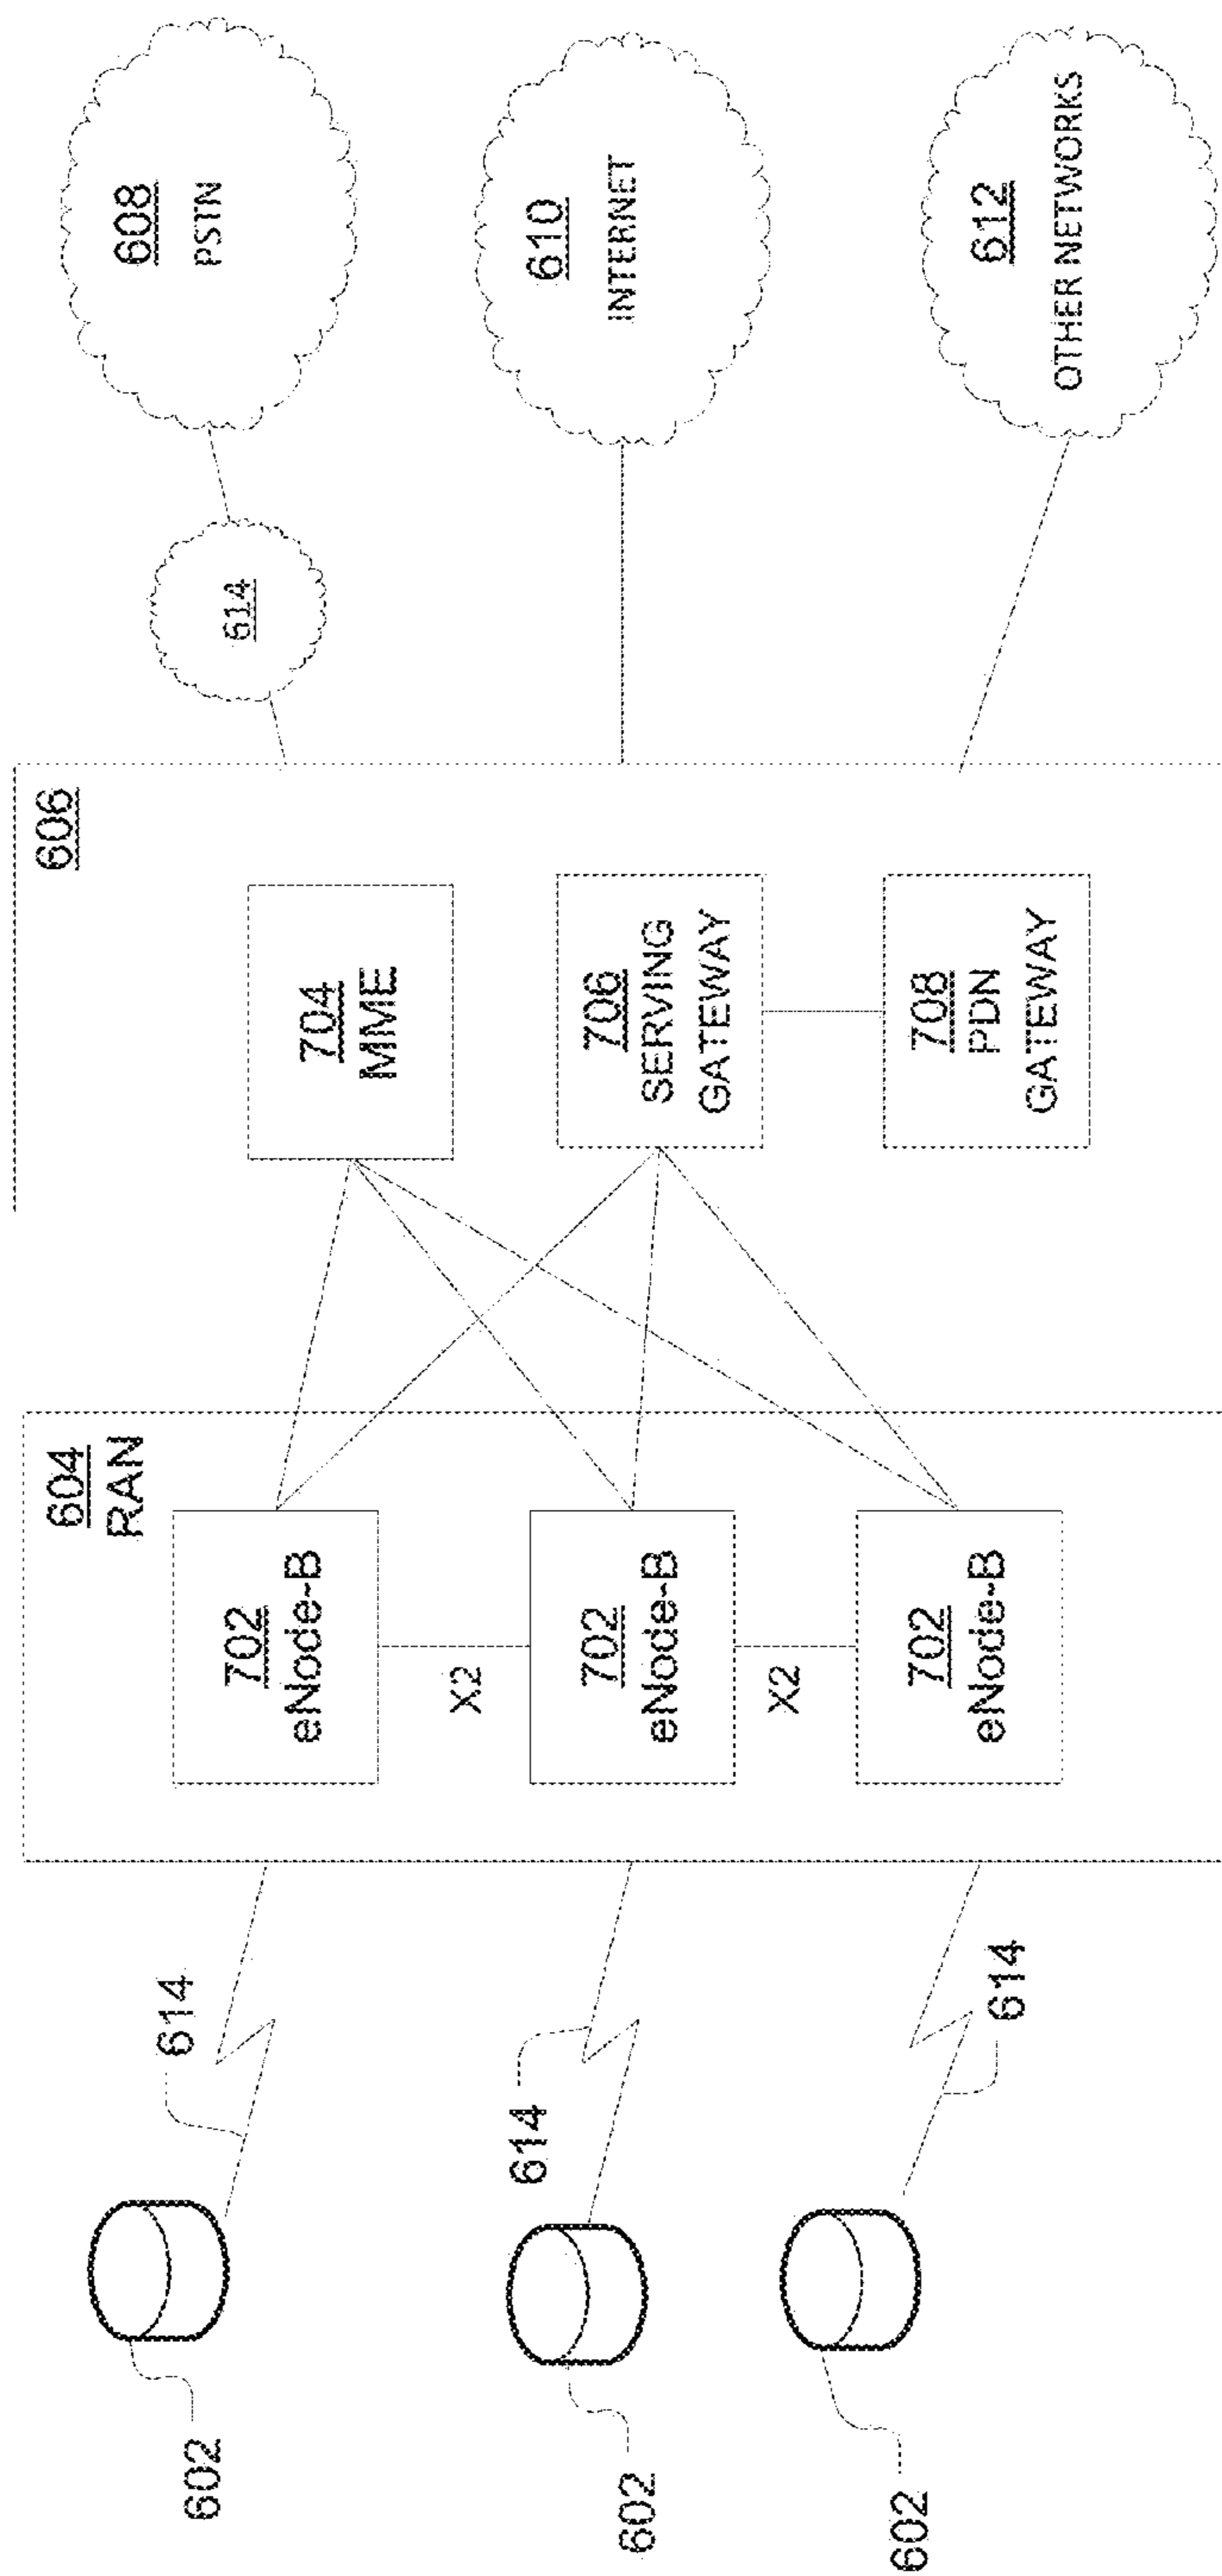 602
614
602
614
602
614
604
RAN
702
eNode-B
X2
702
eNode-B
X2
702
eNode-B
606
704
MME
706
SERVING
GATEWAY
708
PDN
GATEWAY
614
608
PSTN
610
INTERNET
612
OTHER NETWORKS